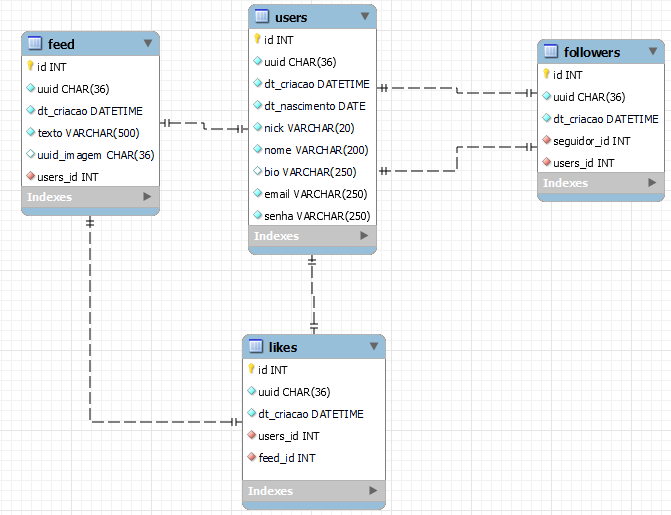 feed
id INT
uuid CHAR(36)
dt_criacao DATETIME
texto VARCHAR(500)
uuid_imagem CHAR(36)
users_id INT
Indexes
users
id INT
uuid CHAR(36)
dt_criacao DATETIME
dt_nascimento DATE
nick VARCHAR(20)
nome VARCHAR(200)
bio VARCHAR(250)
email VARCHAR(250)
senha VARCHAR(250)
Indexes
followers
id INT
uuid CHAR(36)
dt_criacao DATETIME
seguidor_id INT
users_id INT
Indexes
likes
id INT
uuid CHAR(36)
dt_criacao DATETIME
users_id INT
feed_id INT
Indexes